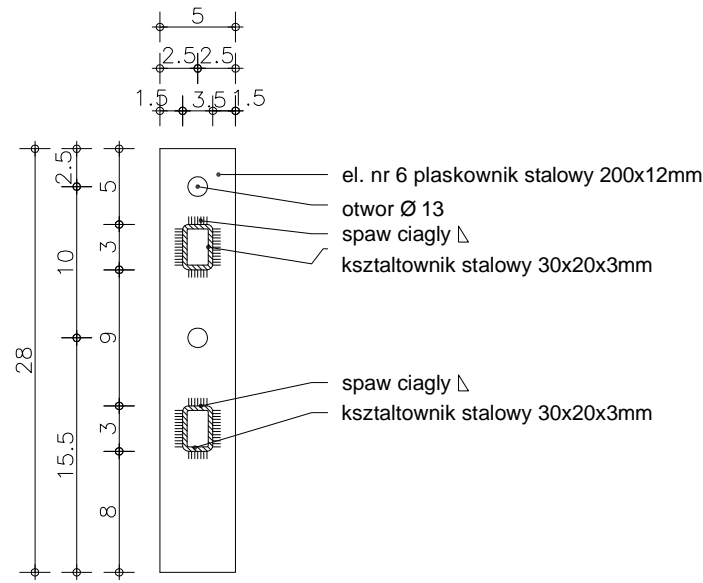 5
2.5 2.5
1.5 3.5 1.5
2.5
5
3
10
9
28
3
15.5
8
el. nr 6 plaskownik stalowy 200x12mm
otwor Ø 13
spaw ciagly
ksztaltownik stalowy 30x20x3mm
spaw ciagly
ksztaltownik stalowy 30x20x3mm